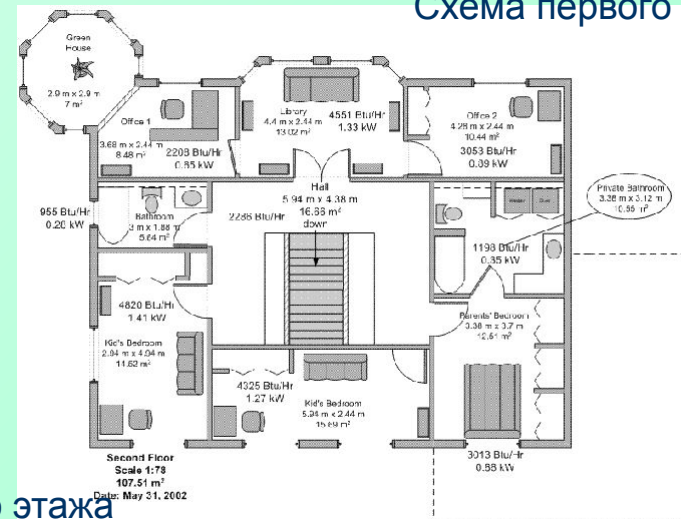 Схема первого
Green
House
2.9 m x 2.9 m
7 m²
Office 1
3.68 m x 2.44 m
8.48 m²
2208 Btu/Hr
0.65 kW
Library
4.4 m x 2.44 m
13.02 m²
4551 Btu/Hr
1.33 kW
Office 2
4.28 m x 2.44 m
10.44 m²
3053 Btu/Hr
0.89 kW
Hall
5.94 m x 4.38 m
16.66 m²
down
2286 Btu/Hr
955 Btu/Hr
0.28 kW
Bathroom
3 m x 1.88 m
5.64 m²
Private Bathroom
3.38 m x 3.12 m
10.55 m²
1198 Btu/Hr
0.35 kW
4820 Btu/Hr
1.41 kW
Kid's Bedroom
2.94 m x 4.94 m
14.52 m²
Parents' Bedroom
3.38 m x 3.7 m
12.51 m²
4325 Btu/Hr
1.27 kW
Kid's Bedroom
5.94 m x 2.44 m
15.69 m²
3013 Btu/Hr
0.88 kW
Second Floor
Scale 1:78
107.51 m²
Date: May 31, 2002
этажа